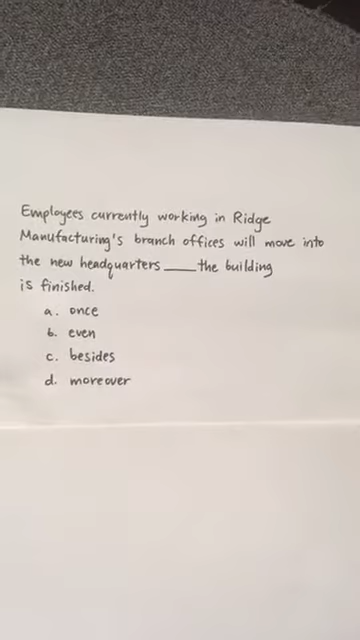 Employees currently working in Ridge
Manufacturing's branch offices will move into
the new headquarters ____ the building
is finished.
a. once
b. even
c. besides
d. moreover